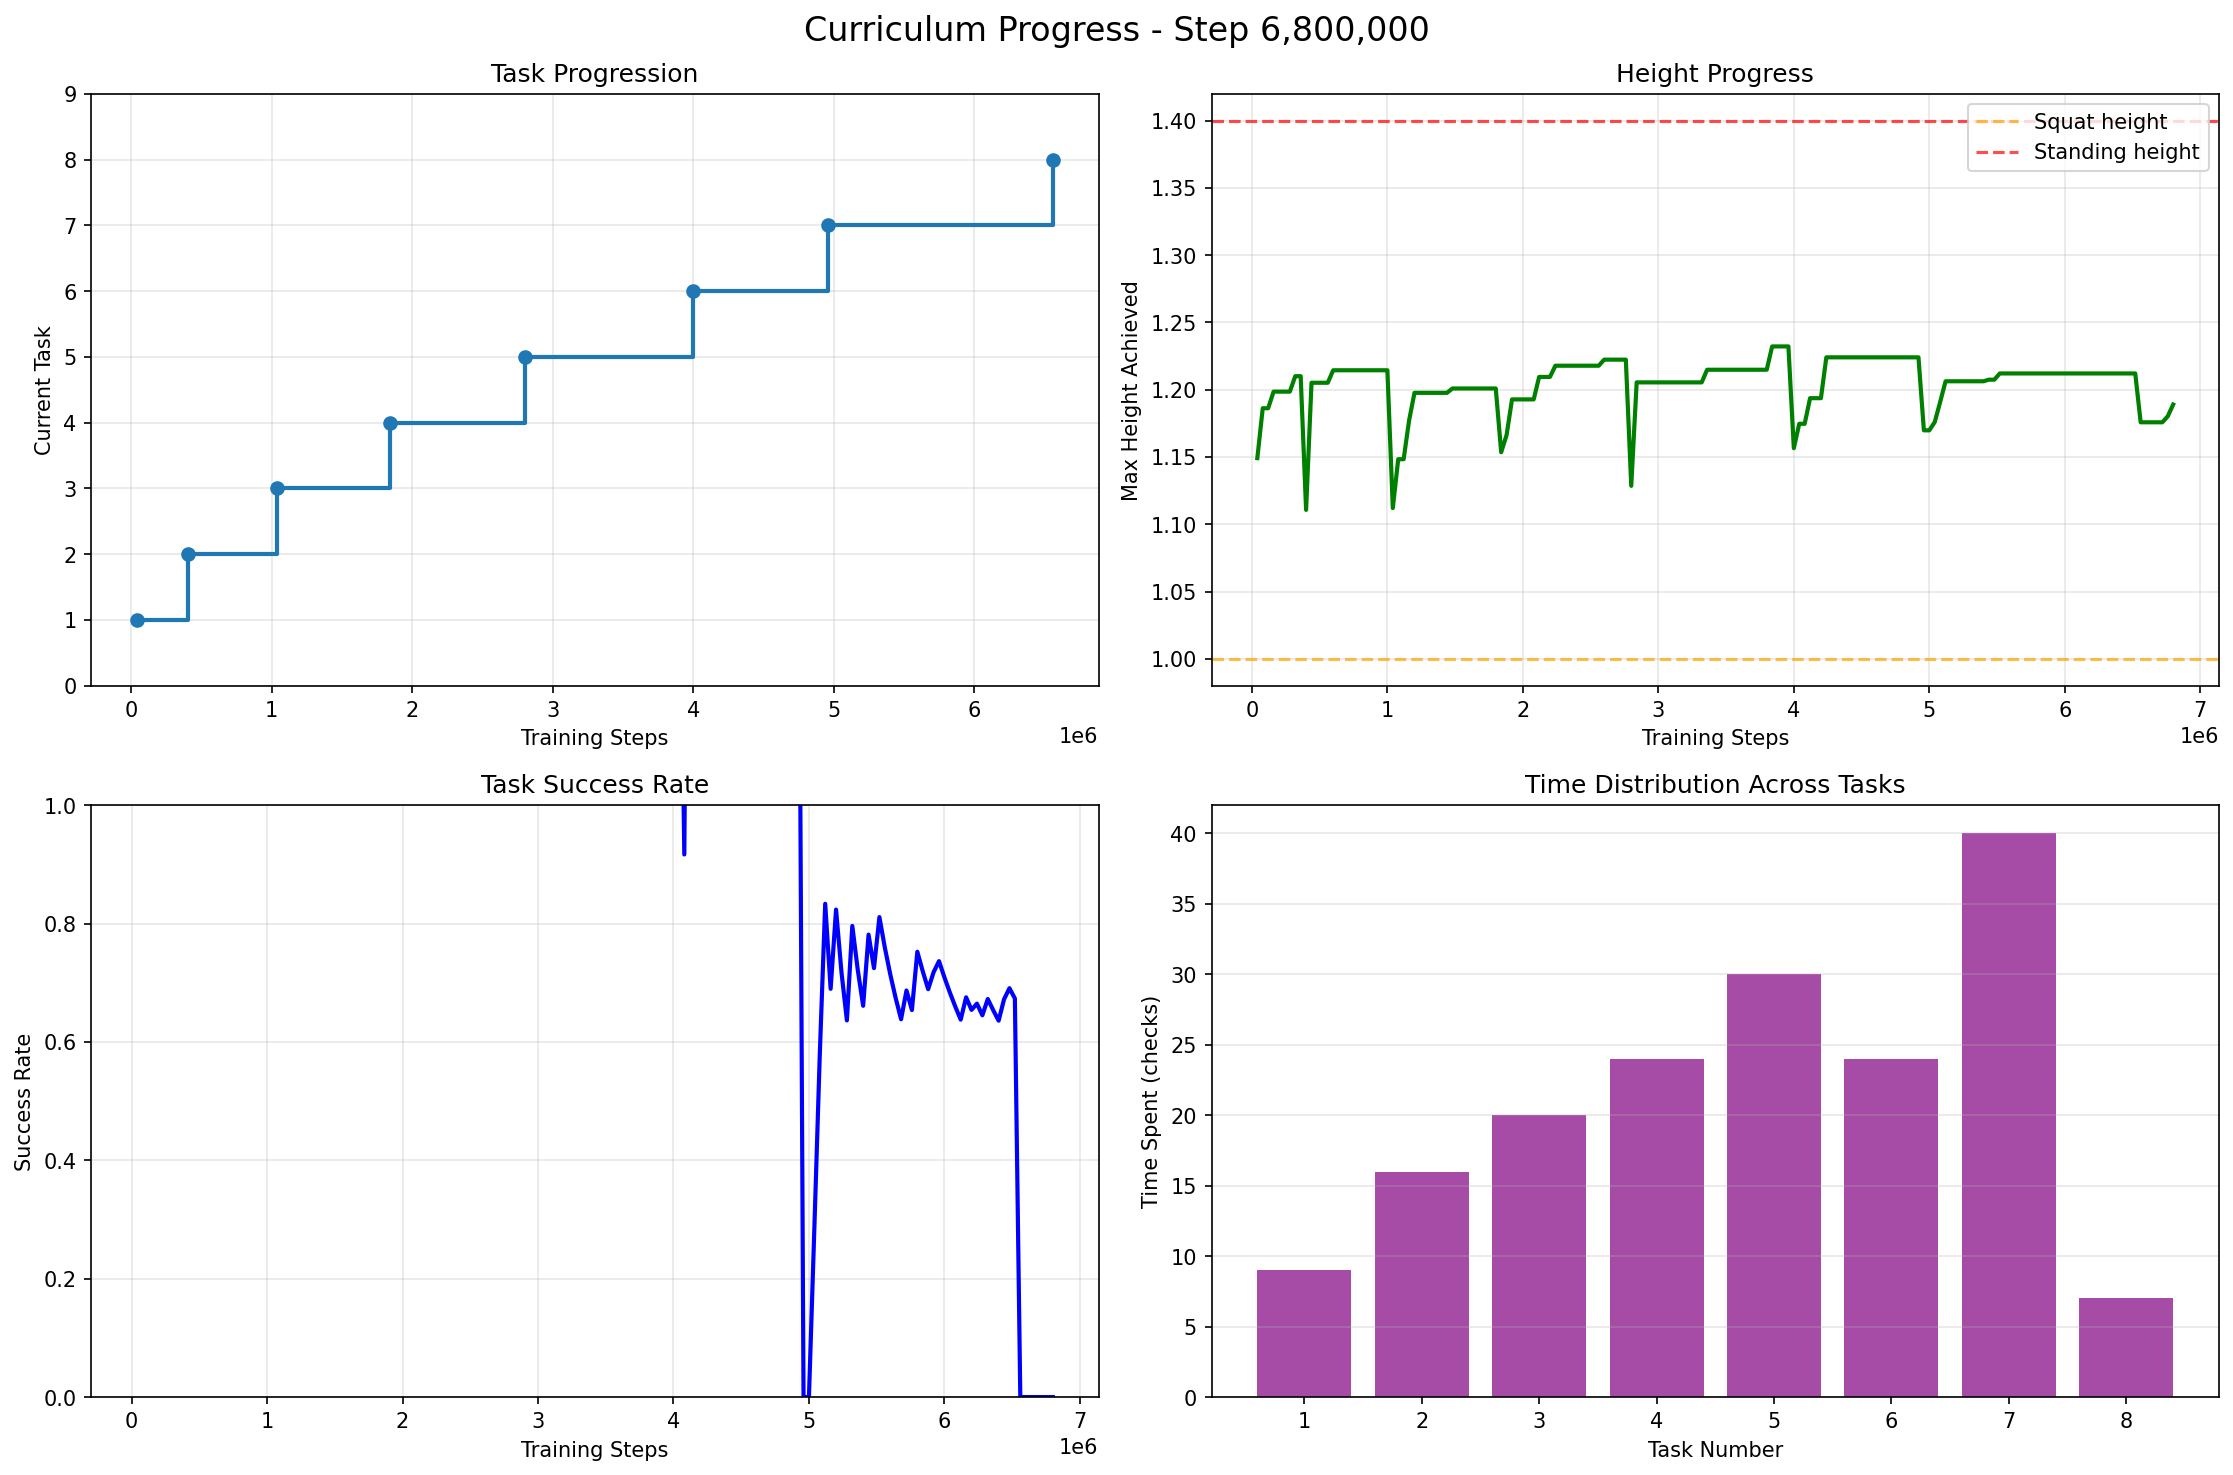 Curriculum Progress - Step 6,800,000
Task Progression
Current Task
9
8
7
6
5
4
3
2
1
0
0 1 2 3 4 5 6
1e6
Training Steps
Height Progress
Max Height Achieved
1.40
1.35
1.30
1.25
1.20
1.15
1.10
1.05
1.00
Squat height
Standing height
0 1 2 3 4 5 6 7
1e6
Training Steps
Task Success Rate
Success Rate
1.0
0.8
0.6
0.4
0.2
0.0
0 1 2 3 4 5 6 7
1e6
Training Steps
Time Distribution Across Tasks
Time Spent (checks)
40
35
30
25
20
15
10
5
0
1 2 3 4 5 6 7 8
Task Number